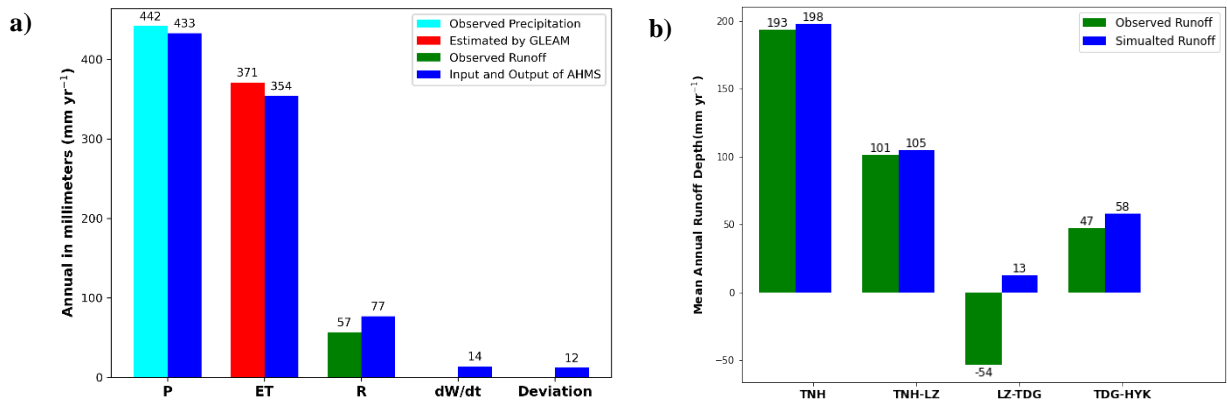 a)
Annual in millimeters (mm yr⁻¹)
400
300
200
100
0
442
433
371
354
57
77
14
12
Observed Precipitation
Estimated by GLEAM
Observed Runoff
Input and Output of AHMS
P
ET
R
dW/dt
Deviation
b)
Mean Annual Runoff Depth(mm yr⁻¹)
200
150
100
50
0
−50
193
198
101
105
-54
13
47
58
Observed Runoff
Simualted Runoff
TNH
TNH-LZ
LZ-TDG
TDG-HYK